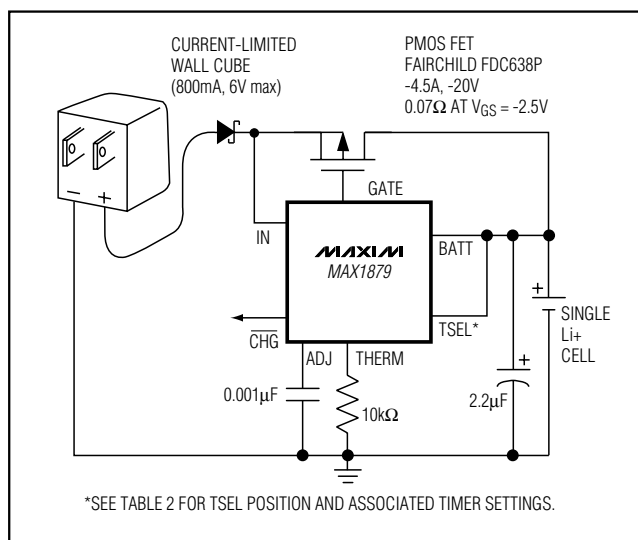 CURRENT-LIMITED
WALL CUBE
(800mA, 6V max)
PMOS FET
FAIRCHILD FDC638P
-4.5A, -20V
0.07Ω AT VGS = -2.5V
GATE
IN
MAXIM
MAX1879
BATT
TSEL*
CHG
ADJ
THERM
0.001µF
10kΩ
2.2µF
SINGLE
Li+
CELL
*SEE TABLE 2 FOR TSEL POSITION AND ASSOCIATED TIMER SETTINGS.